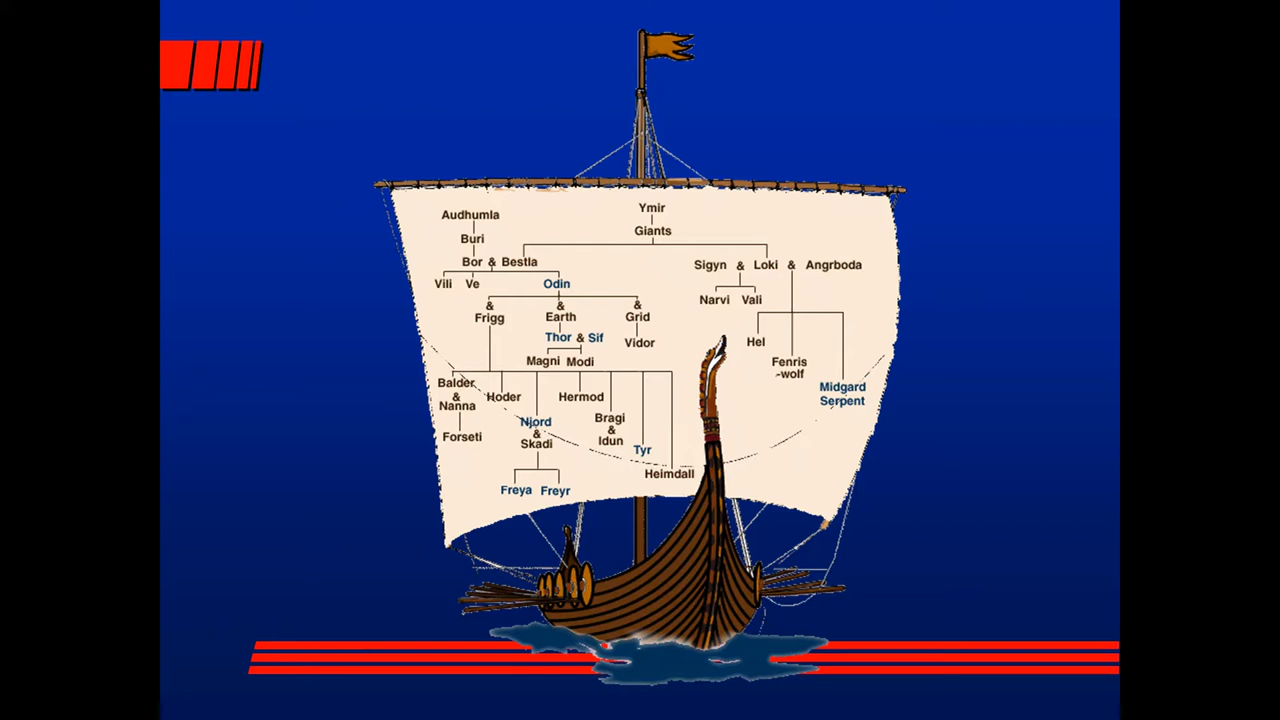 Ymir
Audhumla
Giants
Buri
Bor & Bestla
Sigyn & Loki & Angrboda
Vili Ve Odin
Narvi Vali
& & &
Frigg Earth Grid
Thor & Sif
Vidor
Hel
Magni Modi
Fenris
-wolf
Balder
Midgard
Serpent
&
Nanna
Hoder
Hermod
Njord
Bragi
&
&
Forseti
Skadi
Idun
Tyr
Heimdall
Freya Freyr